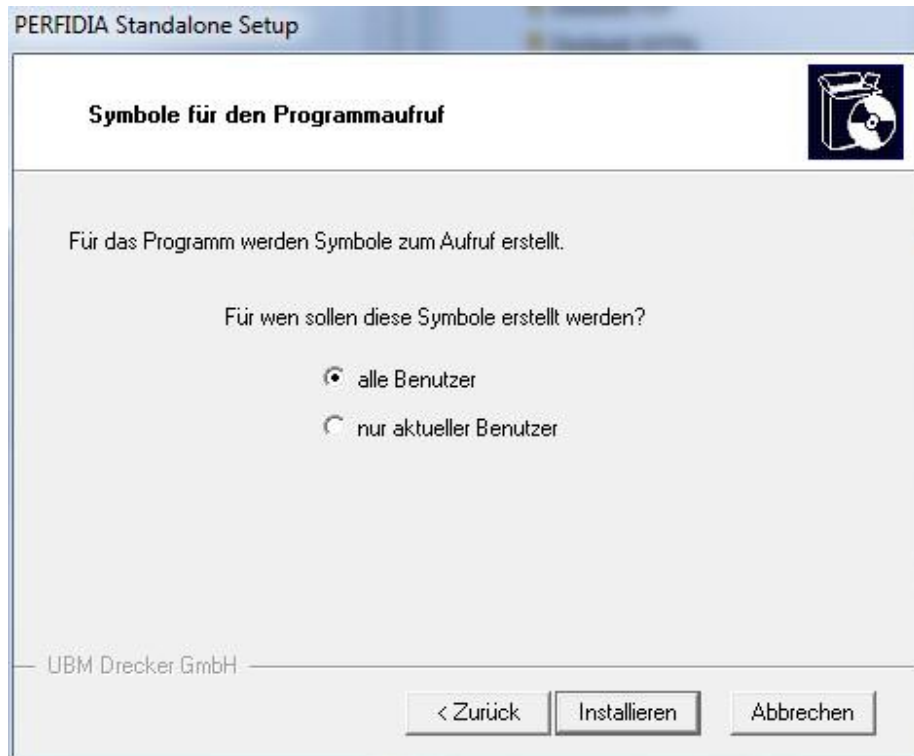 PERFIDIA Standalone Setup
Symbole für den Programmaufruf
Für das Programm werden Symbole zum Aufruf erstellt.
Für wen sollen diese Symbole erstellt werden?
alle Benutzer
nur aktueller Benutzer
UBM Drecker GmbH
< Zurück
Installieren
Abbrechen